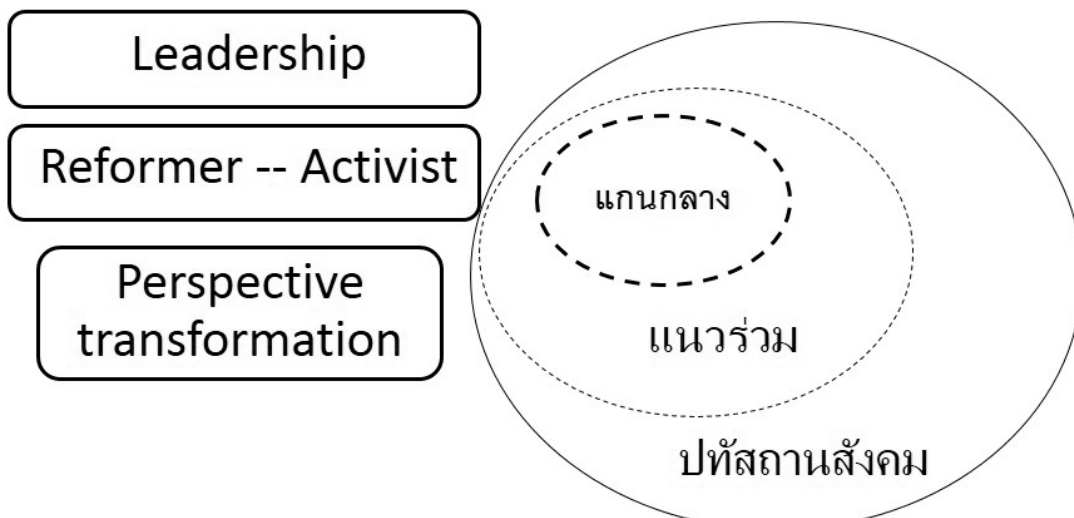 Leadership
Reformer -- Activist
Perspective
transformation
แกนกลาง
แนวร่วม
ปทัสถานสังคม